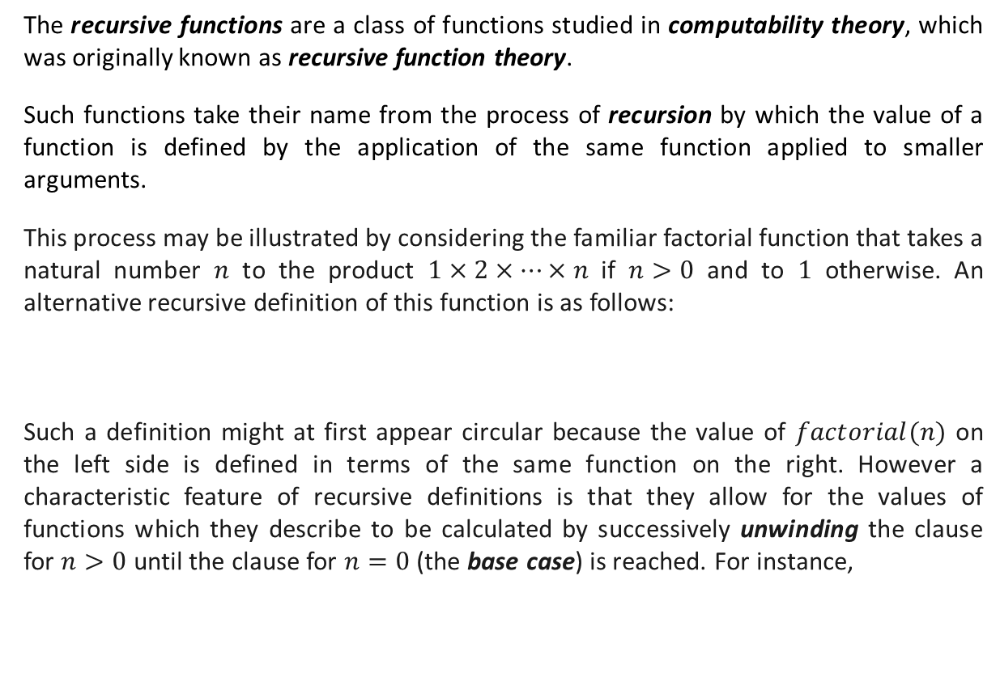 The recursive functions are a class of functions studied in computability theory, which
was originally known as recursive function theory.
Such functions take their name from the process of recursion by which the value of a
function is defined by the application of the same function applied to smaller
arguments.
This process may be illustrated by considering the familiar factorial function that takes a
natural number n to the product 1 × 2 × ⋯ × n if n > 0 and to 1 otherwise. An
alternative recursive definition of this function is as follows:
Such a definition might at first appear circular because the value of factorial(n) on
the left side is defined in terms of the same function on the right. However a
characteristic feature of recursive definitions is that they allow for the values of
functions which they describe to be calculated by successively unwinding the clause
for n > 0 until the clause for n = 0 (the base case) is reached. For instance,